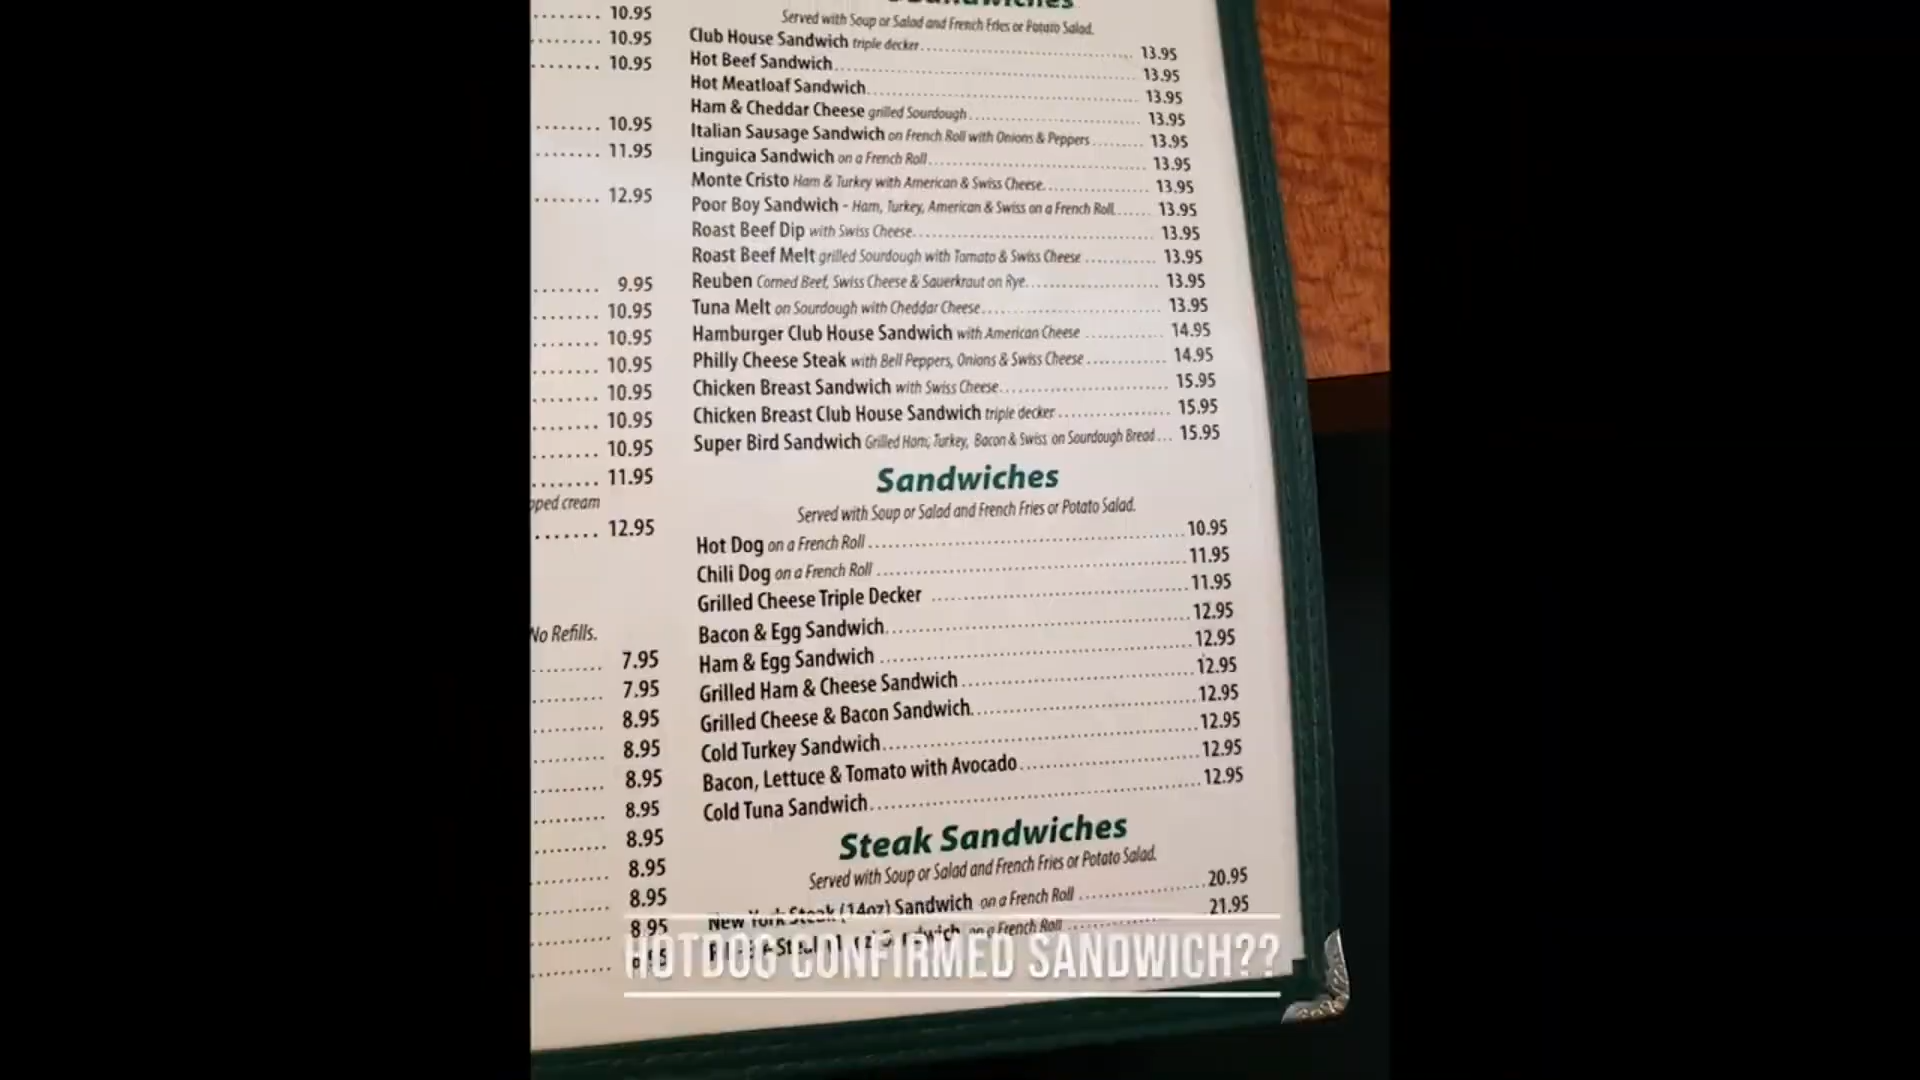 10.95
10.95
10.95
10.95
11.95
12.95
9.95
10.95
10.95
10.95
10.95
10.95
10.95
11.95
cream
12.95
No Refills.
7.95
7.95
8.95
8.95
8.95
8.95
8.95
8.95
8.95
8.95
Served with Soup or Salad and French Fries or Potato Salad.
Club House Sandwich triple decker 13.95
Hot Beef Sandwich 13.95
Hot Meatloaf Sandwich 13.95
Ham & Cheddar Cheese grilled Sourdough 13.95
Italian Sausage Sandwich on French Roll with Onions & Peppers 13.95
Linguica Sandwich on a French Roll 13.95
Monte Cristo Ham & Turkey with American & Swiss Cheese 13.95
Poor Boy Sandwich - Ham, Turkey, American & Swiss on a French Roll 13.95
Roast Beef Dip with Swiss Cheese 13.95
Roast Beef Melt grilled Sourdough with Tomato & Swiss Cheese 13.95
Reuben Corned Beef, Swiss Cheese & Sauerkraut on Rye 13.95
Tuna Melt on Sourdough with Cheddar Cheese 13.95
Hamburger Club House Sandwich with American Cheese 14.95
Philly Cheese Steak with Bell Peppers, Onions & Swiss Cheese 14.95
Chicken Breast Sandwich with Swiss Cheese 15.95
Chicken Breast Club House Sandwich triple decker 15.95
Super Bird Sandwich Grilled Ham, Turkey, Bacon & Swiss on Sourdough Bread 15.95
Sandwiches
Served with Soup or Salad and French Fries or Potato Salad.
Hot Dog on a French Roll 10.95
Chili Dog on a French Roll 11.95
Grilled Cheese Triple Decker 11.95
Bacon & Egg Sandwich 12.95
Ham & Egg Sandwich 12.95
Grilled Ham & Cheese Sandwich 12.95
Grilled Cheese & Bacon Sandwich 12.95
Cold Turkey Sandwich 12.95
Bacon, Lettuce & Tomato with Avocado 12.95
Cold Tuna Sandwich 12.95
Steak Sandwiches
Served with Soup or Salad and French Fries or Potato Salad.
New York Steak (14oz) Sandwich on a French Roll 20.95
on a French Roll 21.95
HOTDOG CONFIRMED SANDWICH??